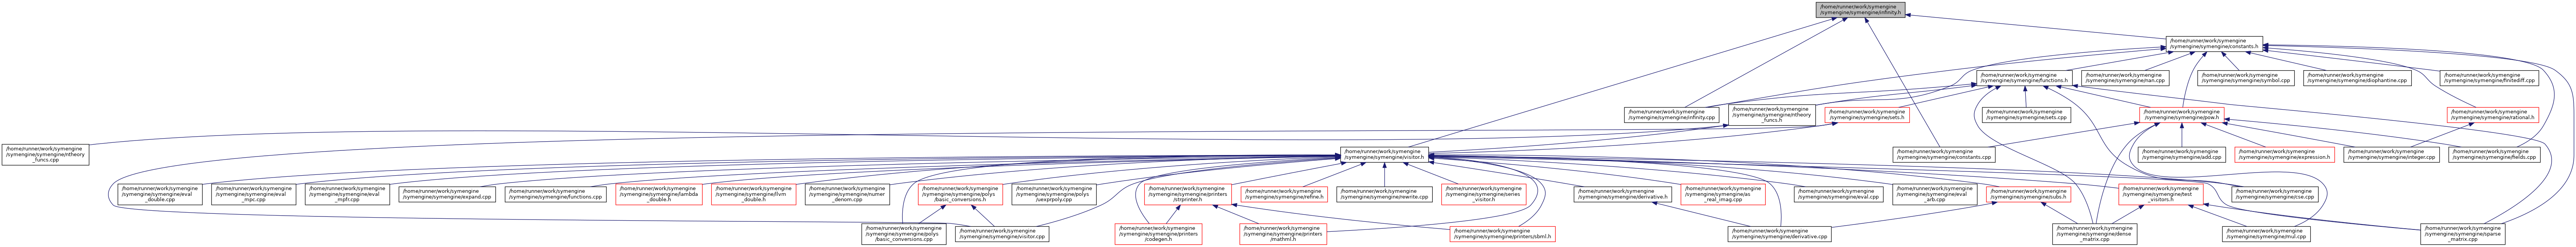 /home/runner/work/symengine
/symengine/symengine/infinity.h
/home/runner/work/symengine
/symengine/symengine/constants.h
/home/runner/work/symengine
/symengine/symengine/functions.h
/home/runner/work/symengine
/symengine/symengine/nan.cpp
/home/runner/work/symengine
/symengine/symengine/symbol.cpp
/home/runner/work/symengine
/symengine/symengine/diophantine.cpp
/home/runner/work/symengine
/symengine/symengine/finitediff.cpp
/home/runner/work/symengine
/symengine/symengine/infinity.cpp
/home/runner/work/symengine
/symengine/symengine/ntheory
_funcs.h
/home/runner/work/symengine
/symengine/symengine/sets.h
/home/runner/work/symengine
/symengine/symengine/sets.cpp
/home/runner/work/symengine
/symengine/symengine/pow.h
/home/runner/work/symengine
/symengine/symengine/rational.h
/home/runner/work/symengine
/symengine/symengine/ntheory
_funcs.cpp
/home/runner/work/symengine
/symengine/symengine/visitor.h
/home/runner/work/symengine
/symengine/symengine/constants.cpp
/home/runner/work/symengine
/symengine/symengine/add.cpp
/home/runner/work/symengine
/symengine/symengine/expression.h
/home/runner/work/symengine
/symengine/symengine/integer.cpp
/home/runner/work/symengine
/symengine/symengine/fields.cpp
/home/runner/work/symengine
/symengine/symengine/eval
_double.cpp
/home/runner/work/symengine
/symengine/symengine/eval
_mpc.cpp
/home/runner/work/symengine
/symengine/symengine/eval
_mpfr.cpp
/home/runner/work/symengine
/symengine/symengine/expand.cpp
/home/runner/work/symengine
/symengine/symengine/functions.cpp
/home/runner/work/symengine
/symengine/symengine/lambda
_double.h
/home/runner/work/symengine
/symengine/symengine/llvm
_double.h
/home/runner/work/symengine
/symengine/symengine/numer
_denom.cpp
/home/runner/work/symengine
/symengine/symengine/polys
/basic_conversions.h
/home/runner/work/symengine
/symengine/symengine/polys
/uexprpoly.cpp
/home/runner/work/symengine
/symengine/symengine/printers
/strprinter.h
/home/runner/work/symengine
/symengine/symengine/refine.h
/home/runner/work/symengine
/symengine/symengine/rewrite.cpp
/home/runner/work/symengine
/symengine/symengine/series
_visitor.h
/home/runner/work/symengine
/symengine/symengine/derivative.h
/home/runner/work/symengine
/symengine/symengine/as
_real_imag.cpp
/home/runner/work/symengine
/symengine/symengine/eval.cpp
/home/runner/work/symengine
/symengine/symengine/eval
_arb.cpp
/home/runner/work/symengine
/symengine/symengine/subs.h
/home/runner/work/symengine
/symengine/symengine/test
_visitors.h
/home/runner/work/symengine
/symengine/symengine/cse.cpp
/home/runner/work/symengine
/symengine/symengine/polys
/basic_conversions.cpp
/home/runner/work/symengine
/symengine/symengine/visitor.cpp
/home/runner/work/symengine
/symengine/symengine/printers
/codegen.h
/home/runner/work/symengine
/symengine/symengine/printers
/mathml.h
/home/runner/work/symengine
/symengine/symengine/printers/sbml.h
/home/runner/work/symengine
/symengine/symengine/derivative.cpp
/home/runner/work/symengine
/symengine/symengine/dense
_matrix.cpp
/home/runner/work/symengine
/symengine/symengine/mul.cpp
/home/runner/work/symengine
/symengine/symengine/sparse
_matrix.cpp